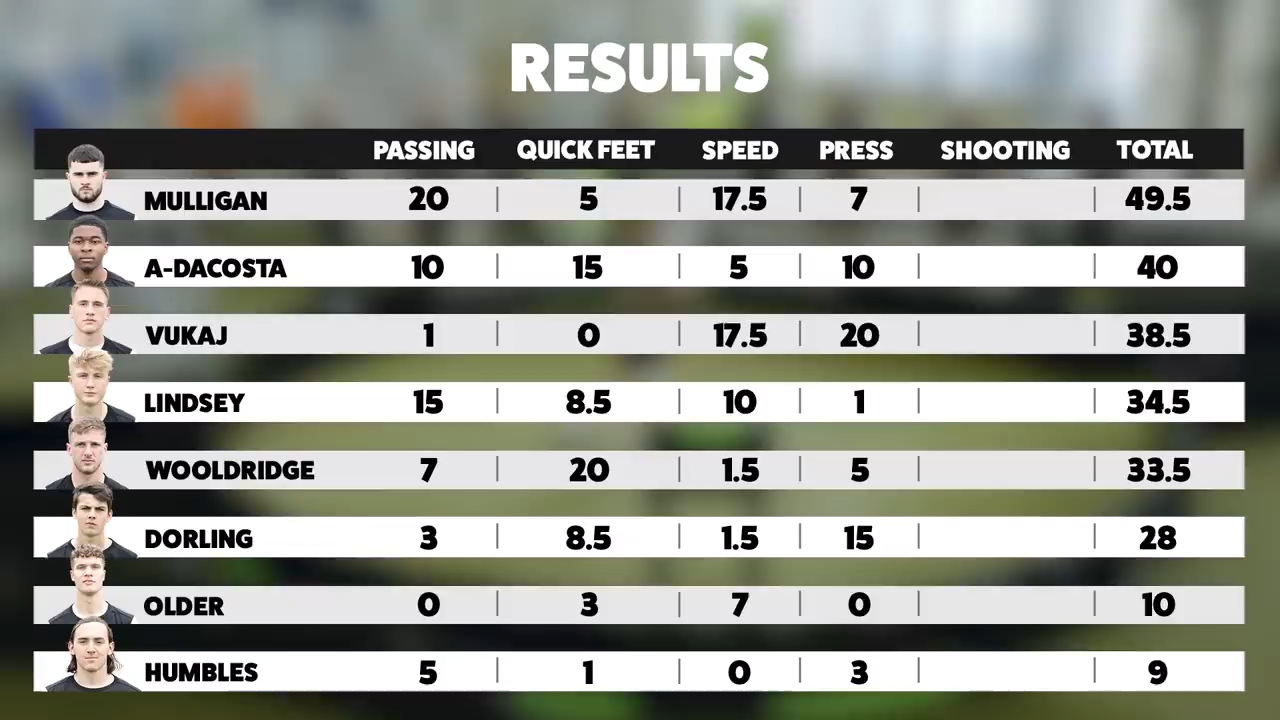 RESULTS
PASSING QUICK FEET SPEED PRESS SHOOTING TOTAL
MULLIGAN 20 5 17.5 7 49.5
A-DACOSTA 10 15 5 10 40
VUKAJ 1 0 17.5 20 38.5
LINDSEY 15 8.5 10 1 34.5
WOOLDRIDGE 7 20 1.5 5 33.5
DORLING 3 8.5 1.5 15 28
OLDER 0 3 7 0 10
HUMBLES 5 1 0 3 9